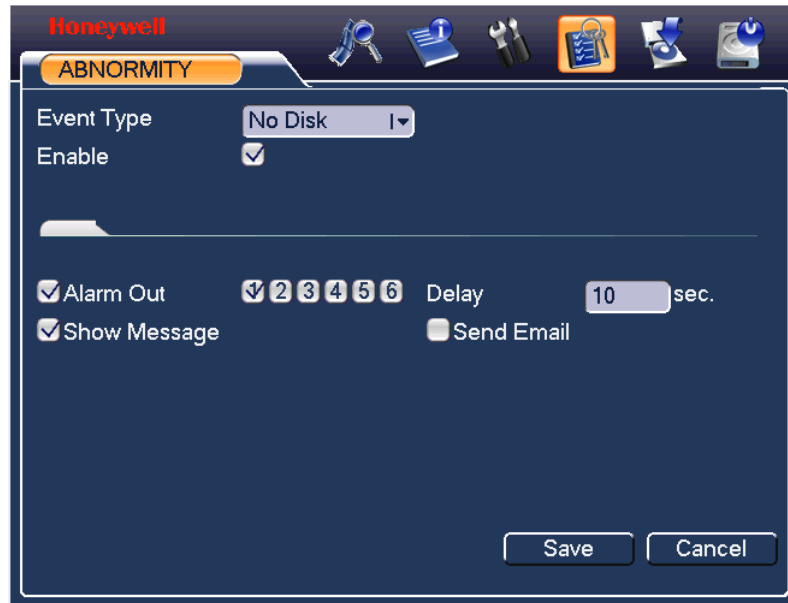 Honeywell
ABNORMITY
Event Type No Disk
Enable
Alarm Out 1 2 3 4 5 6 Delay 10 sec.
Show Message Send Email
Save Cancel